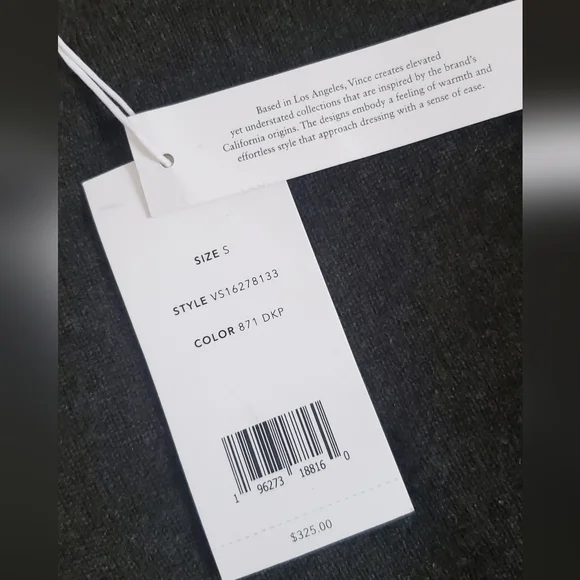 Based in Los Angeles, Vince creates elevated
yet understated collections that are inspired by the brand's
California origins. The designs embody a feeling of warmth and
effortless style that approach dressing with a sense of ease.
SIZE S
STYLE VS16278133
COLOR 871 DKP
1 96273 18816 0
$325.00